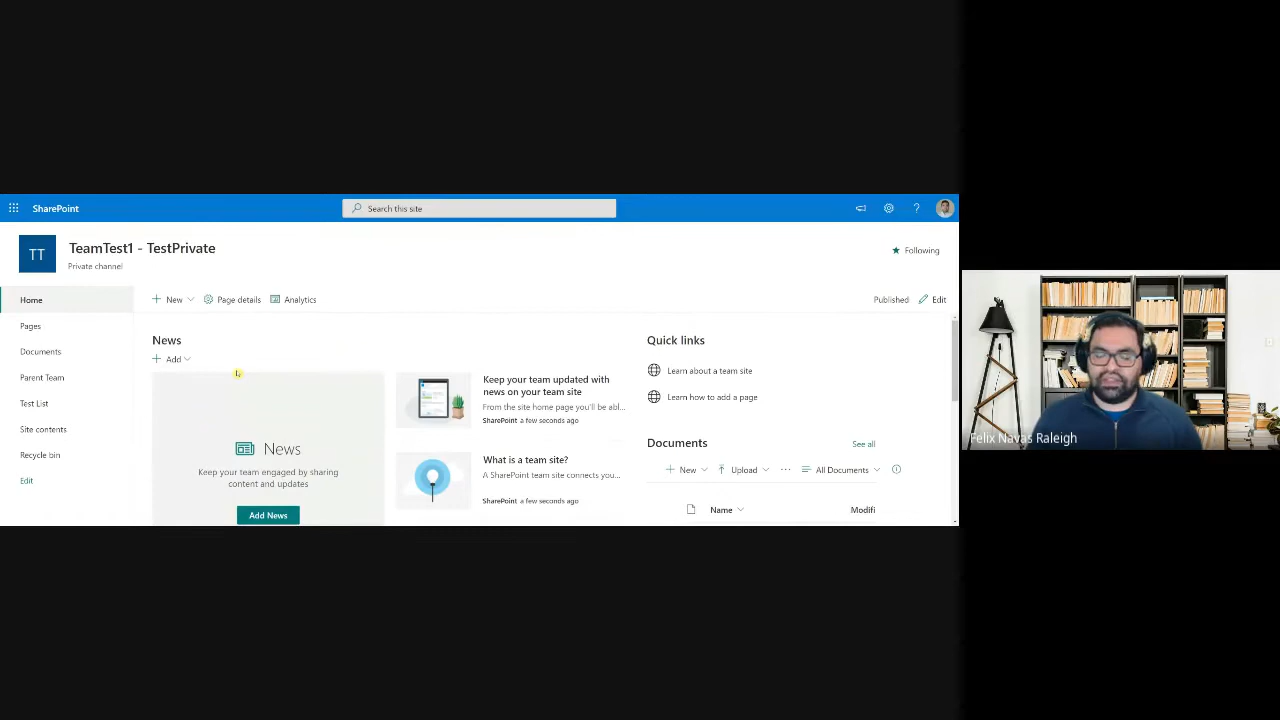 SharePoint
Search this site
?
TT
TeamTest1 - TestPrivate
Private channel
Following
Home
New
Page details
Analytics
Published
Edit
Pages
Documents
Parent Team
Test List
Site contents
Recycle bin
Edit
News
Add
News
Keep your team engaged by sharing
content and updates
Add News
Keep your team updated with
news on your team site
From the site home page you'll be abl...
SharePoint a few seconds ago
What is a team site?
A SharePoint team site connects you...
SharePoint a few seconds ago
Quick links
Learn about a team site
Learn how to add a page
Documents
See all
New
Upload
...
All Documents
Name
Modifi
Felix Navas Raleigh